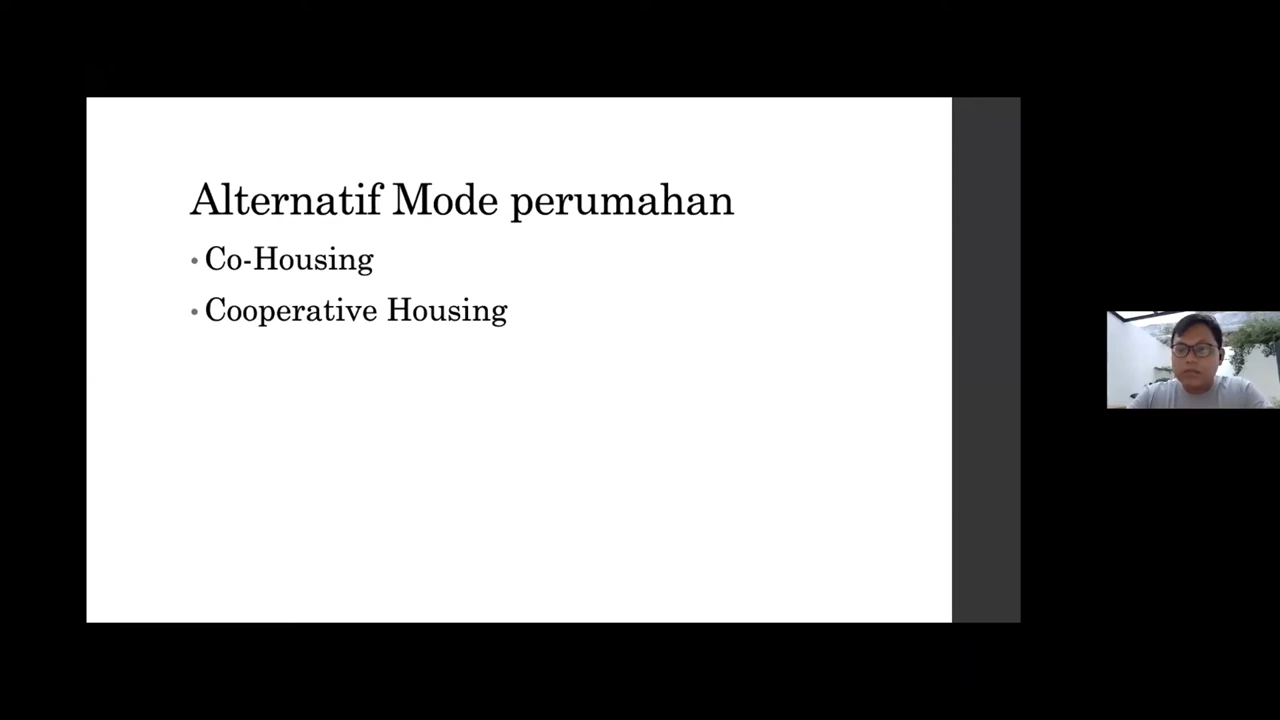 Alternatif Mode perumahan
• Co-Housing
• Cooperative Housing